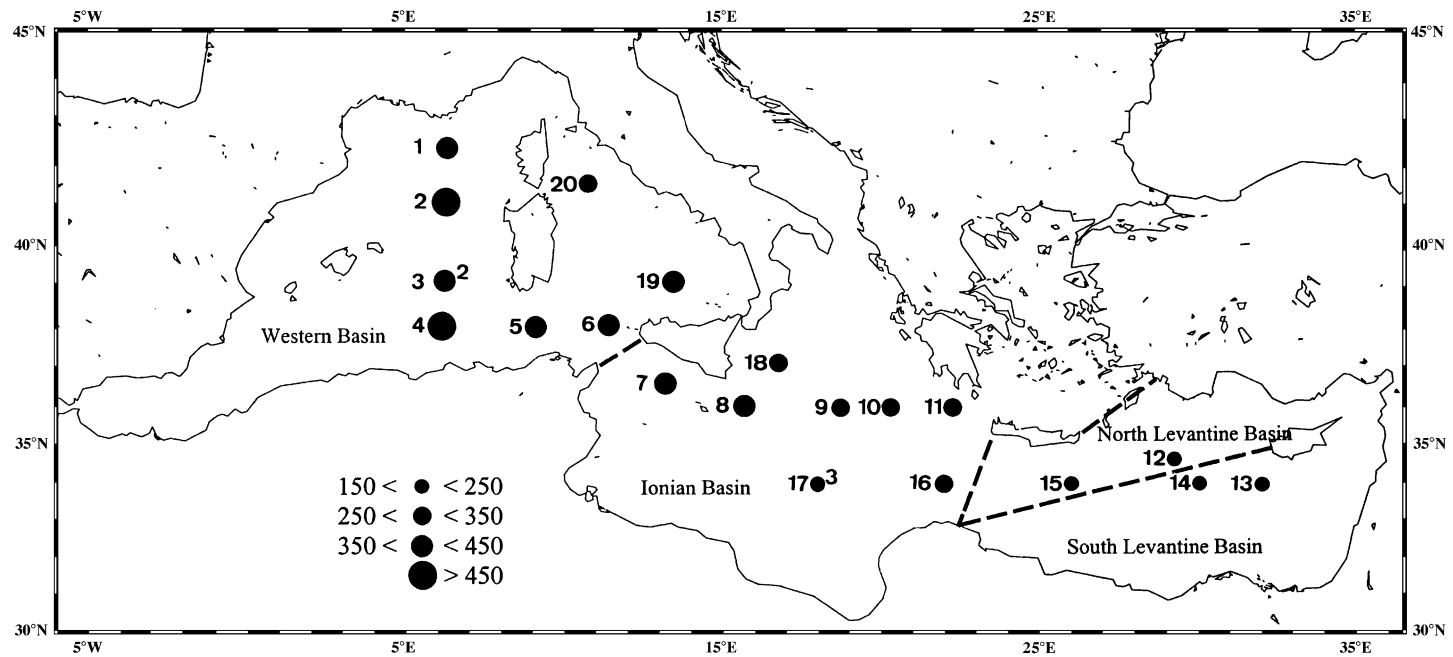 5°W 5°E 15°E 25°E 35°E
45°N 45°N
1
20
2
40°N 40°N
3 2
19
4 5 6
Western Basin
18
7
8 9 10 11
35°N North Levantine Basin 35°N
12
150 < < 250
Ionian Basin
17 3 16 15 14 13
250 < < 350
350 < < 450
South Levantine Basin
> 450
30°N 30°N
5°W 5°E 15°E 25°E 35°E